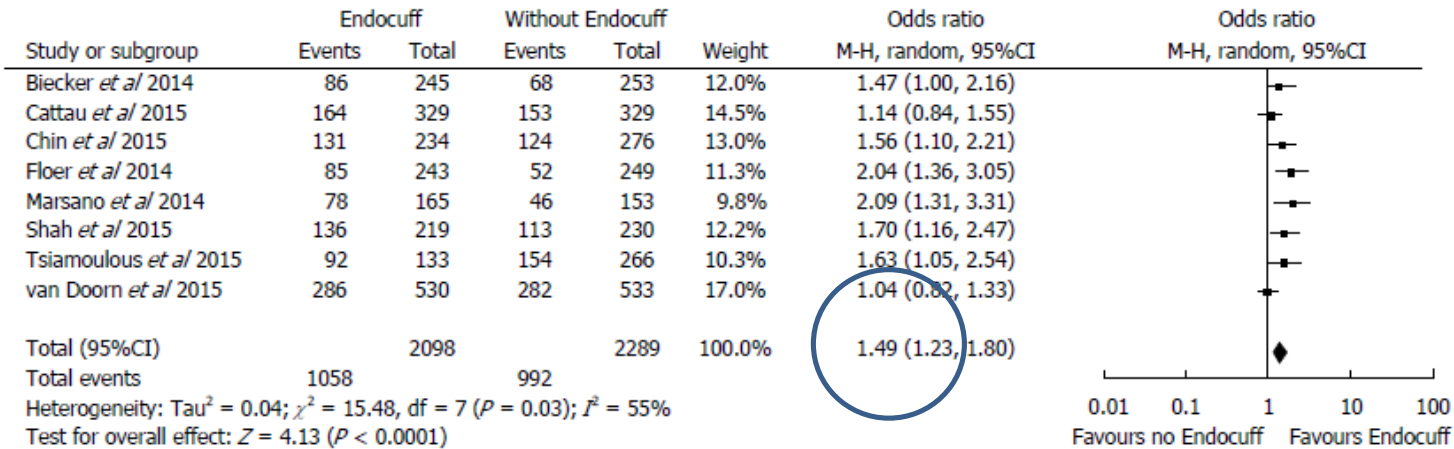 Endocuff Without Endocuff Odds ratio Odds ratio
Study or subgroup Events Total Events Total Weight M-H, random, 95%CI M-H, random, 95%CI
Biecker et al 2014 86 245 68 253 12.0% 1.47 (1.00, 2.16)
Cattau et al 2015 164 329 153 329 14.5% 1.14 (0.84, 1.55)
Chin et al 2015 131 234 124 276 13.0% 1.56 (1.10, 2.21)
Floer et al 2014 85 243 52 249 11.3% 2.04 (1.36, 3.05)
Marsano et al 2014 78 165 46 153 9.8% 2.09 (1.31, 3.31)
Shah et al 2015 136 219 113 230 12.2% 1.70 (1.16, 2.47)
Tsiamoulous et al 2015 92 133 154 266 10.3% 1.63 (1.05, 2.54)
van Doorn et al 2015 286 530 282 533 17.0% 1.04 (0.82, 1.33)
Total (95%CI) 2098 2289 100.0% 1.49 (1.23, 1.80)
Total events 1058 992
Heterogeneity: Tau² = 0.04; χ² = 15.48, df = 7 (P = 0.03); I² = 55% 0.01 0.1 1 10 100
Test for overall effect: Z = 4.13 (P < 0.0001) Favours no Endocuff Favours Endocuff